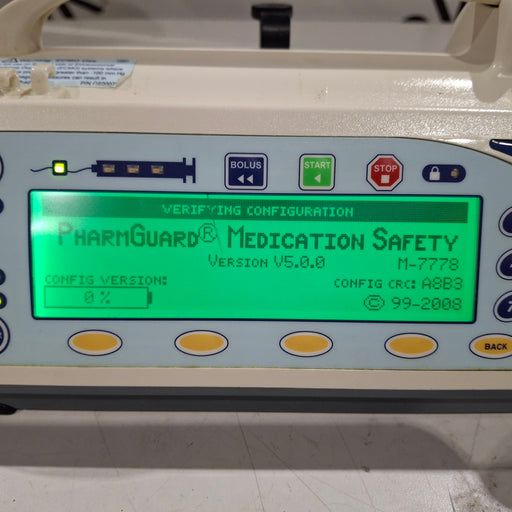 BOLUS
START
STOP
VERIFYING CONFIGURATION
PHARMGUARD® MEDICATION SAFETY
VERSION V5.0.0
M-7778
CONFIG VERSION:
CONFIG CRC: A8B3
0 %
© 99-2008
BACK